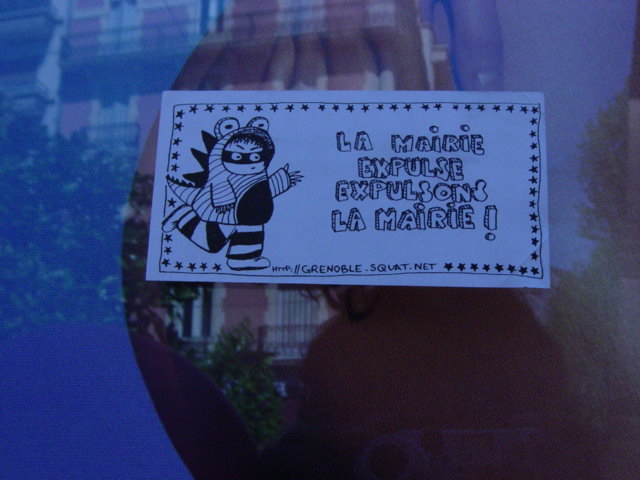 LA MAIRIE
EXPULSE
EXPULSONS
LA MAIRIE !
HTTP://GRENOBLE.SQUAT.NET